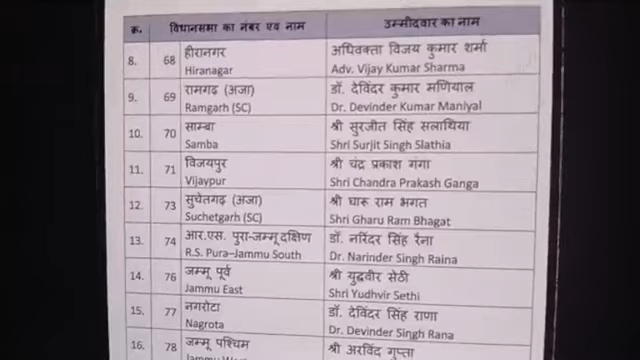 क्र. विधानसभा का नंबर एवं नाम उम्मीदवार का नाम
8. 68 हीरानगर अधिवक्ता विजय कुमार शर्मा
Hiranagar Adv. Vijay Kumar Sharma
9. 69 रामगढ़ (अजा) डॉ. देविंदर कुमार मणियाल
Ramgarh (SC) Dr. Devinder Kumar Maniyal
10. 70 साम्बा श्री सुरजीत सिंह सलाथिया
Samba Shri Surjit Singh Slathia
11. 71 विजयपुर श्री चंद्र प्रकाश गंगा
Vijaypur Shri Chandra Prakash Ganga
12. 73 सुचेतगढ़ (अजा) श्री घारू राम भगत
Suchetgarh (SC) Shri Gharu Ram Bhagat
13. 74 आर.एस. पुरा-जम्मू दक्षिण डॉ. नरिंदर सिंह रैना
R.S. Pura–Jammu South Dr. Narinder Singh Raina
14. 76 जम्मू पूर्व श्री युद्धवीर सेठी
Jammu East Shri Yudhvir Sethi
15. 77 नगरोटा डॉ. देविंदर सिंह राणा
Nagrota Dr. Devinder Singh Rana
16. 78 जम्मू पश्चिम श्री अरविंद गुप्ता
Jammu